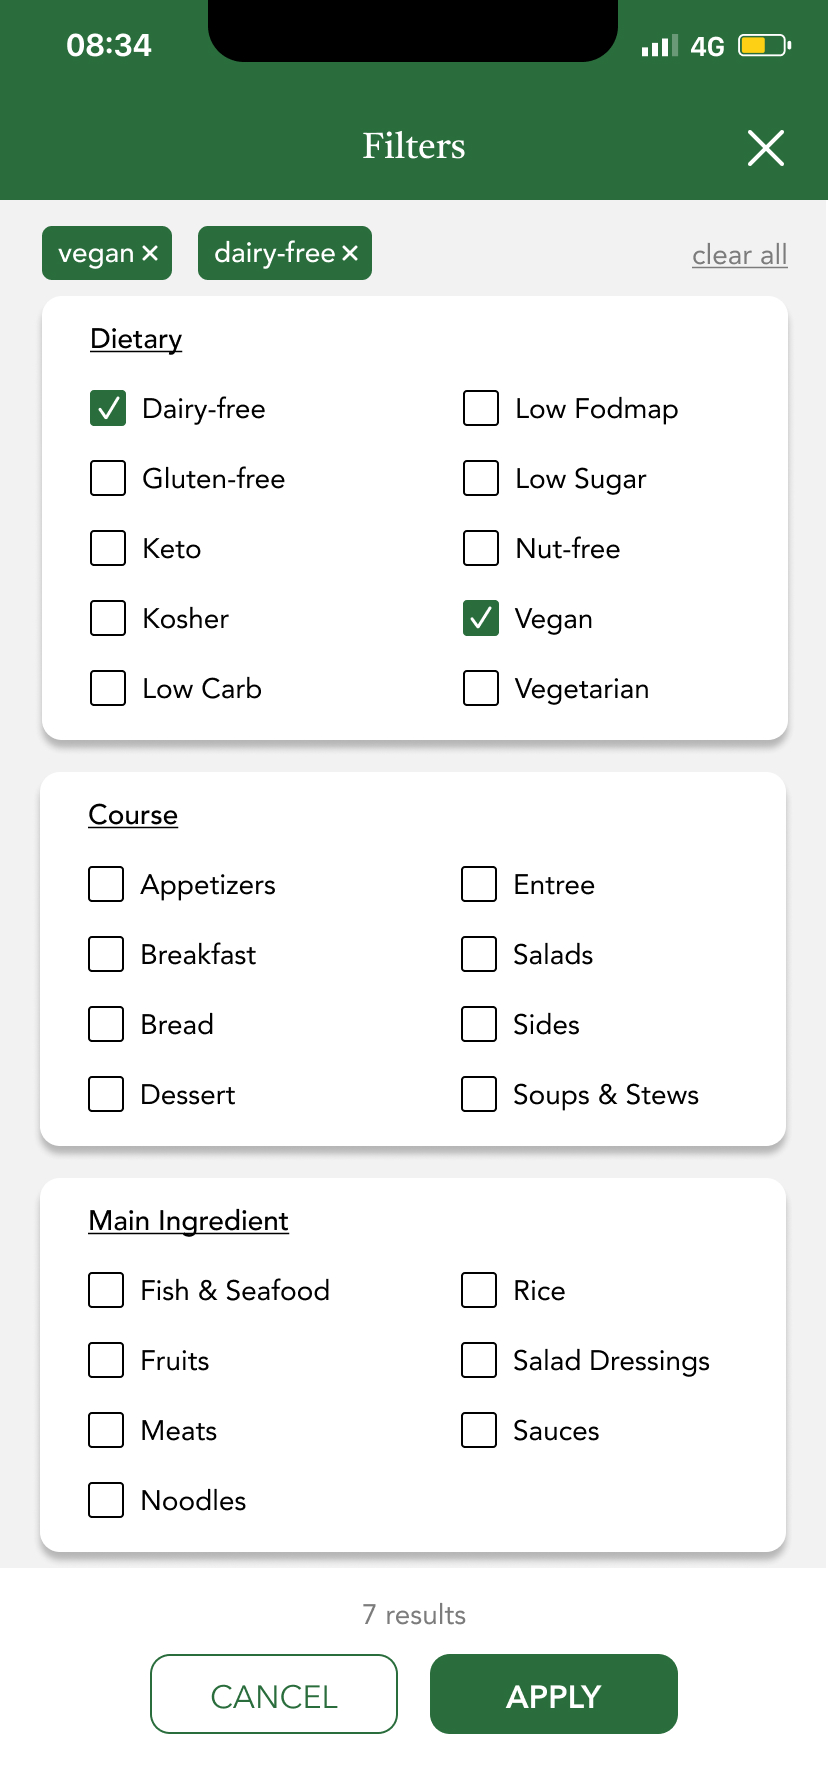 08:34 4G
Filters
vegan × dairy-free × clear all
Dietary
Dairy-free Low Fodmap
Gluten-free Low Sugar
Keto Nut-free
Kosher Vegan
Low Carb Vegetarian
Course
Appetizers Entree
Breakfast Salads
Bread Sides
Dessert Soups & Stews
Main Ingredient
Fish & Seafood Rice
Fruits Salad Dressings
Meats Sauces
Noodles
7 results
CANCEL APPLY